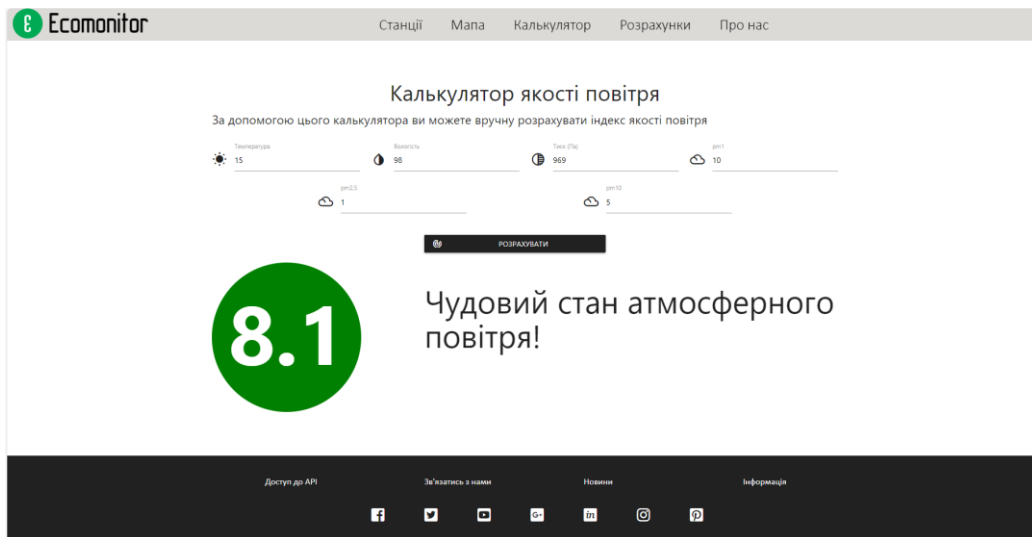 Ecomonitor
Станції Мапа Калькулятор Розрахунки Про нас
Калькулятор якості повітря
За допомогою цього калькулятора ви можете вручну розрахувати індекс якості повітря
Температура Вологість Тиск (Па) pm1
15 98 969 10
pm2.5 pm10
1 5
РОЗРАХУВАТИ
8.1
Чудовий стан атмосферного
повітря!
Доступ до API Зв'язатись з нами Новини Інформація